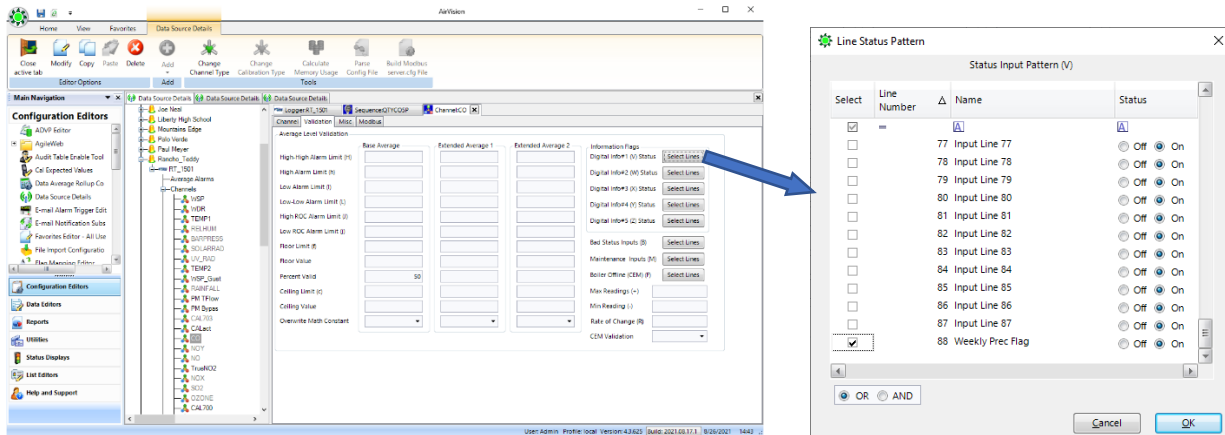 AirVision
Home View Favorites Data Source Details
Close active tab
Modify
Copy
Paste
Delete
Add
Change Channel Type
Change Calibration Type
Calculate Memory Usage
Parse Config File
Build Modbus server.cfg File
Editor Options
Add
Tools
Main Navigation
Data Source Details Data Source Details Data Source Details
Configuration Editors
ADVP Editor
AgileWeb
Audit Table Enable Tool
Cal Expected Values
Data Average Rollup Co
Data Source Details
E-mail Alarm Trigger Edit
E-mail Notification Subs
Favorites Editor - All Use
File Import Configuratio
Flag Mapping Editor
Configuration Editors
Data Editors
Reports
Utilities
Status Displays
List Editors
Help and Support
Joe Neal
Liberty High School
Mountains Edge
Palo Verde
Paul Meyer
Rancho_Teddy
RT_1501
Average Alarms
Channels
WSP
WDR
TEMP1
RELHUM
BARPRESS
SOLARRAD
UV_RAD
TEMP2
WSP_Gust
RAINFALL
PM TFlow
PM Bypas
CAL703
CALact
CO
NOY
NO
TrueNO2
NOX
SO2
OZONE
CAL700
Logger:RT_1501 Sequence:QTYCOSP Channel:CO
Channel Validation Misc Modbus
Average Level Validation
Base Average Extended Average 1 Extended Average 2
High-High Alarm Limit (H)
High Alarm Limit (h)
Low Alarm Limit (l)
Low-Low Alarm Limit (L)
High ROC Alarm Limit (J)
Low ROC Alarm Limit (j)
Floor Limit (f)
Floor Value
Percent Valid 50
Ceiling Limit (c)
Ceiling Value
Overwrite Math Constant
Information Flags
Digital Info#1 (V) Status Select Lines
Digital Info#2 (W) Status Select Lines
Digital Info#3 (X) Status Select Lines
Digital Info#4 (Y) Status Select Lines
Digital Info#5 (Z) Status Select Lines
Bad Status Inputs (B) Select Lines
Maintenance Inputs (M) Select Lines
Boiler Offline (CEM) (F) Select Lines
Max Readings (+)
Min Reading (-)
Rate of Change (R)
CEM Validation
User: Admin Profile: local Version: 4.3.625 Build: 2021.08.17.1 8/26/2021 14:43
Line Status Pattern
Status Input Pattern (V)
Select Line Number Name Status
= A A
77 Input Line 77 Off On
78 Input Line 78 Off On
79 Input Line 79 Off On
80 Input Line 80 Off On
81 Input Line 81 Off On
82 Input Line 82 Off On
83 Input Line 83 Off On
84 Input Line 84 Off On
85 Input Line 85 Off On
86 Input Line 86 Off On
87 Input Line 87 Off On
88 Weekly Prec Flag Off On
OR AND
Cancel OK